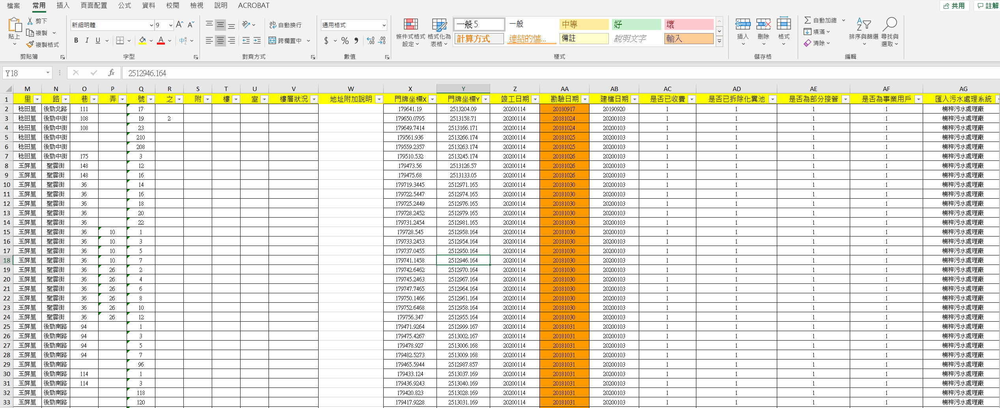 檔案 常用 插入 頁面配置 公式 資料 校閱 檢視 說明 ACROBAT 共用 註解
貼上 剪下 複製 複製格式 剪貼簿
新細明體 9 A A B I U A 字型
自動換行 跨欄置中 對齊方式
通用格式 $ % 數值
條件式格式設定 格式化為表格
一般 5 一般 中等 好 壞
計算方式 連結的儲... 備註 說明文字 輸入
樣式
插入 刪除 格式 儲存格
自動加總 填滿 清除 排序與篩選 尋找與選取 編輯
Y18 fx 2512946.164
M N O P Q R S T U V W X Y Z AA AB AC AD AE AF AG
1 里 路 巷 弄 號 之 附 樓 室 樓層狀況 地址附加說明 門牌坐標X 門牌坐標Y 竣工日期 勘驗日期 建檔日期 是否已收費 是否已拆除化糞池 是否為部分接管 是否為事業用戶 匯入污水處理系統
2 稔田里 後勁北路 111 17 179641.19 2513204.09 20200114 20180917 20190920 1 1 1 1 楠梓污水處理廠
3 稔田里 後勁中街 108 19 2 179650.0795 2513158.71 20200114 20181024 20200103 1 1 1 1 楠梓污水處理廠
4 稔田里 後勁中街 108 23 179649.7414 2513166.171 20200114 20181024 20200103 1 1 1 1 楠梓污水處理廠
5 稔田里 後勁中街 210 179561.936 2513266.174 20200114 20181025 20200103 1 1 1 1 楠梓污水處理廠
6 稔田里 後勁中街 208 179559.2357 2513263.174 20200114 20181025 20200103 1 1 1 1 楠梓污水處理廠
7 稔田里 後勁中街 175 3 179510.532 2513245.174 20200114 20181026 20200103 1 1 1 1 楠梓污水處理廠
8 玉屏里 聖雲街 148 12 179473.56 2513126.57 20200114 20181026 20200103 1 1 1 1 楠梓污水處理廠
9 玉屏里 聖雲街 148 16 179475.68 2513133.05 20200114 20181026 20200103 1 1 1 1 楠梓污水處理廠
10 玉屏里 聖雲街 36 14 179719.3445 2512971.165 20200114 20181030 20200103 1 1 1 1 楠梓污水處理廠
11 玉屏里 聖雲街 36 16 179722.5447 2512974.165 20200114 20181030 20200103 1 1 1 1 楠梓污水處理廠
12 玉屏里 聖雲街 36 18 179725.2449 2512976.165 20200114 20181030 20200103 1 1 1 1 楠梓污水處理廠
13 玉屏里 聖雲街 36 20 179728.2452 2512979.165 20200114 20181030 20200103 1 1 1 1 楠梓污水處理廠
14 玉屏里 聖雲街 36 22 179731.2454 2512981.165 20200114 20181030 20200103 1 1 1 1 楠梓污水處理廠
15 玉屏里 聖雲街 36 10 1 179728.545 2512958.164 20200114 20181030 20200103 1 1 1 1 楠梓污水處理廠
16 玉屏里 聖雲街 36 10 3 179733.2453 2512954.164 20200114 20181030 20200103 1 1 1 1 楠梓污水處理廠
17 玉屏里 聖雲街 36 10 5 179737.0455 2512950.164 20200114 20181030 20200103 1 1 1 1 楠梓污水處理廠
18 玉屏里 聖雲街 36 10 7 179741.1458 2512946.164 20200114 20181030 20200103 1 1 1 1 楠梓污水處理廠
19 玉屏里 聖雲街 36 26 2 179742.6462 2512970.164 20200114 20181030 20200103 1 1 1 1 楠梓污水處理廠
20 玉屏里 聖雲街 36 26 4 179745.2463 2512967.164 20200114 20181030 20200103 1 1 1 1 楠梓污水處理廠
21 玉屏里 聖雲街 36 26 6 179747.7465 2512964.164 20200114 20181030 20200103 1 1 1 1 楠梓污水處理廠
22 玉屏里 聖雲街 36 26 8 179750.1466 2512961.164 20200114 20181030 20200103 1 1 1 1 楠梓污水處理廠
23 玉屏里 聖雲街 36 26 10 179752.6468 2512958.164 20200114 20181030 20200103 1 1 1 1 楠梓污水處理廠
24 玉屏里 聖雲街 36 26 12 179756.347 2512955.164 20200114 20181030 20200103 1 1 1 1 楠梓污水處理廠
25 玉屏里 後勁南路 94 1 179471.9264 2512999.167 20200114 20181031 20200103 1 1 1 1 楠梓污水處理廠
26 玉屏里 後勁南路 94 3 179475.4267 2513002.167 20200114 20181031 20200103 1 1 1 1 楠梓污水處理廠
27 玉屏里 後勁南路 94 5 179478.927 2513006.168 20200114 20181031 20200103 1 1 1 1 楠梓污水處理廠
28 玉屏里 後勁南路 94 7 179482.5273 2513009.168 20200114 20181031 20200103 1 1 1 1 楠梓污水處理廠
29 玉屏里 後勁南路 96 179465.5944 2512987.857 20200114 20181031 20200103 1 1 1 1 楠梓污水處理廠
30 玉屏里 後勁南路 114 1 179433.124 2513037.169 20200114 20181031 20200103 1 1 1 1 楠梓污水處理廠
31 玉屏里 後勁南路 114 3 179436.9243 2513040.169 20200114 20181031 20200103 1 1 1 1 楠梓污水處理廠
32 玉屏里 後勁南路 118 179420.823 2513028.169 20200114 20181031 20200103 1 1 1 1 楠梓污水處理廠
33 玉屏里 後勁南路 120 179417.9228 2513031.169 20200114 20181031 20200103 1 1 1 1 楠梓污水處理廠